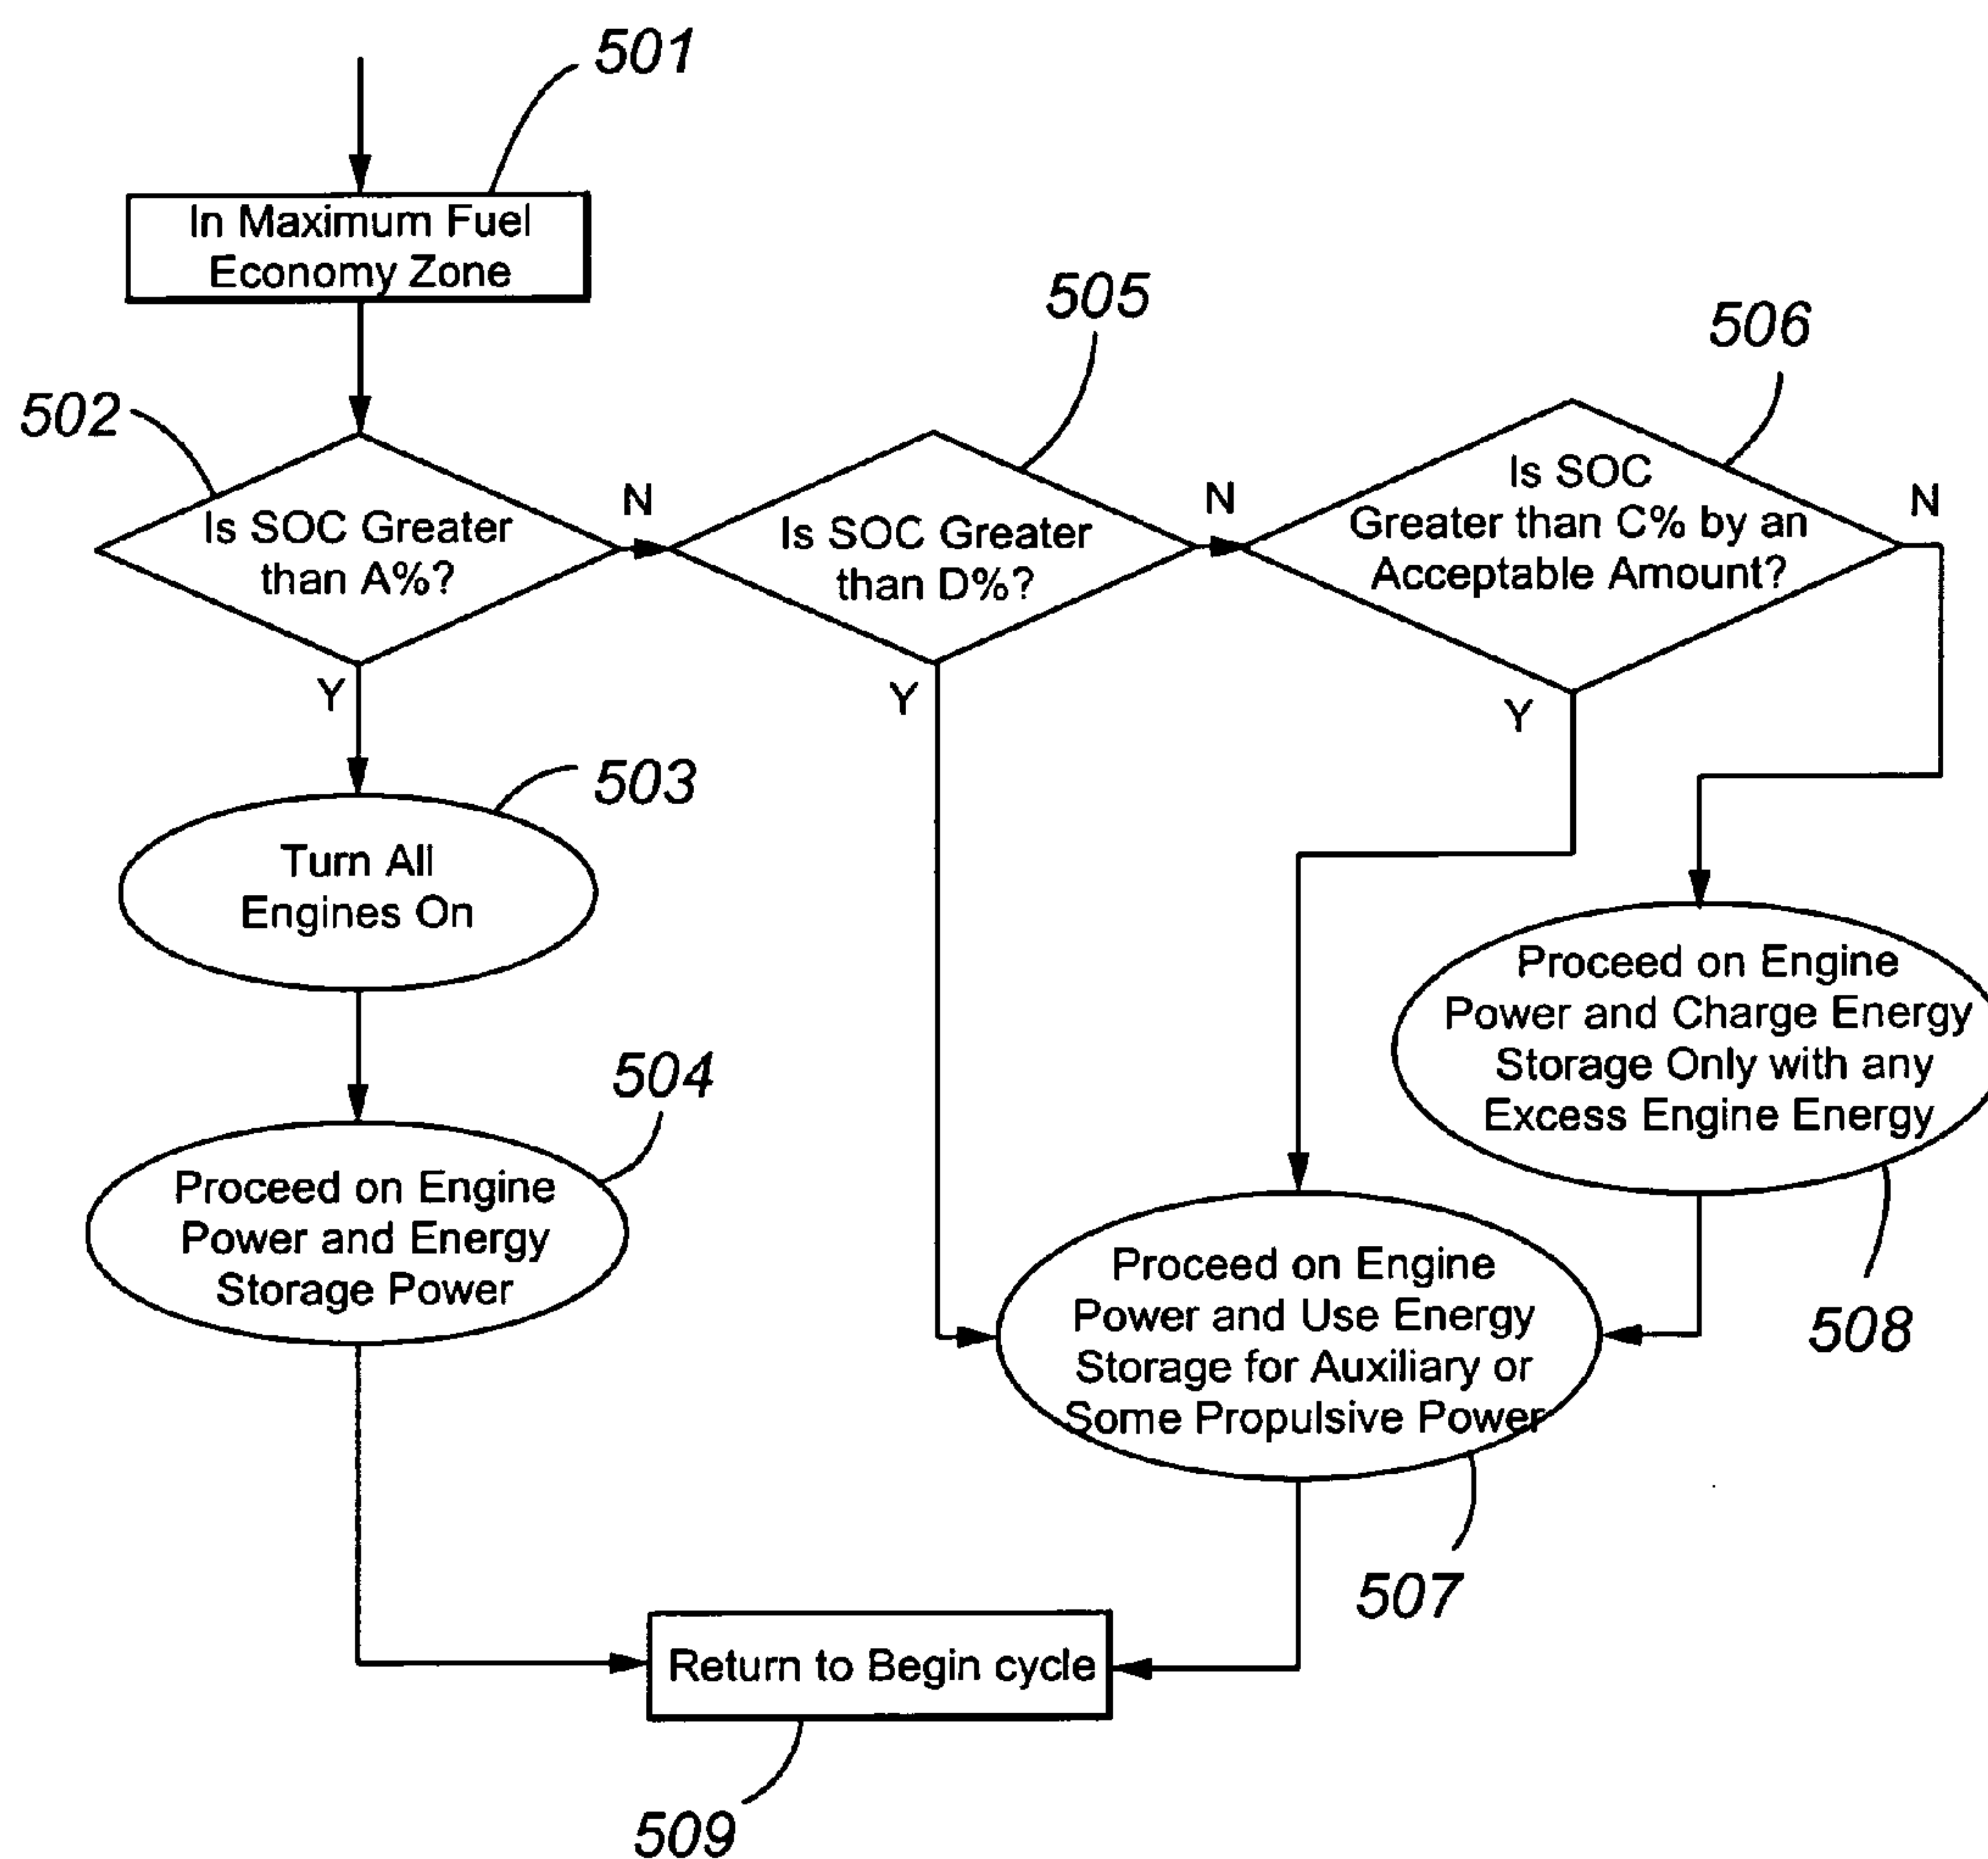 501
In Maximum Fuel
Economy Zone
505
506
502
Is SOC Greater
than A%?
N
Y
Is SOC Greater
than D%?
N
Y
Is SOC
Greater than C% by an
Acceptable Amount?
N
Y
503
Turn All
Engines On
504
Proceed on Engine
Power and Energy
Storage Power
Proceed on Engine
Power and Charge Energy
Storage Only with any
Excess Engine Energy
508
Proceed on Engine
Power and Use Energy
Storage for Auxiliary or
Some Propulsive Power
507
Return to Begin cycle
509